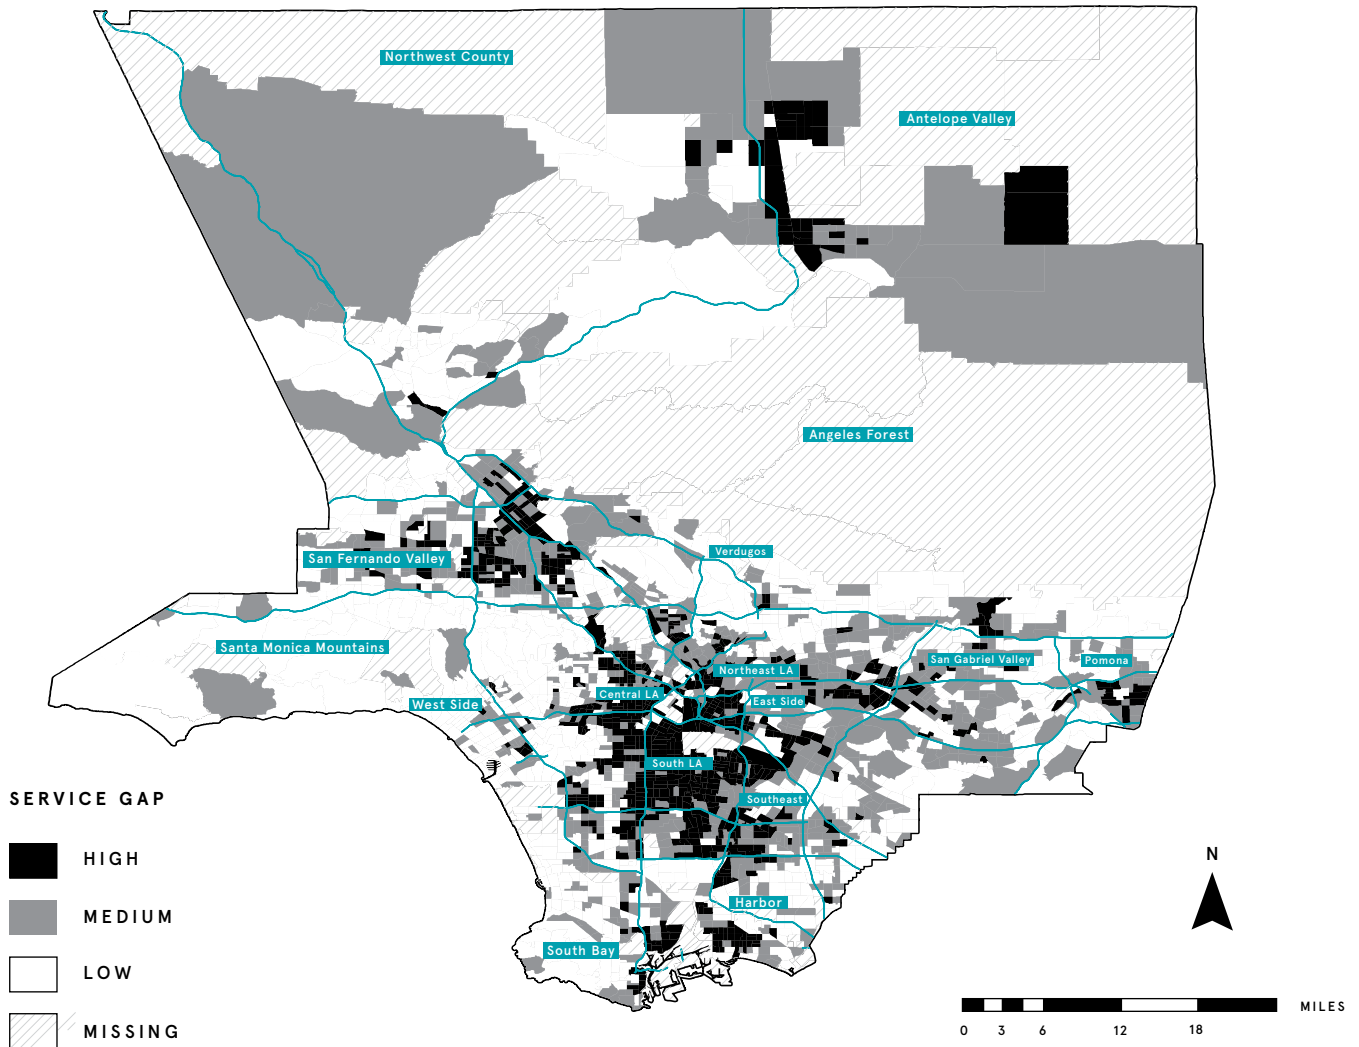 Northwest County
Antelope Valley
Angeles Forest
Verdugos
San Fernando Valley
Santa Monica Mountains
San Gabriel Valley
Pomona
Northeast LA
Central LA
East Side
West Side
South LA
Southeast
Harbor
South Bay
SERVICE GAP
HIGH
MEDIUM
LOW
MISSING
N
MILES
0 3 6 12 18